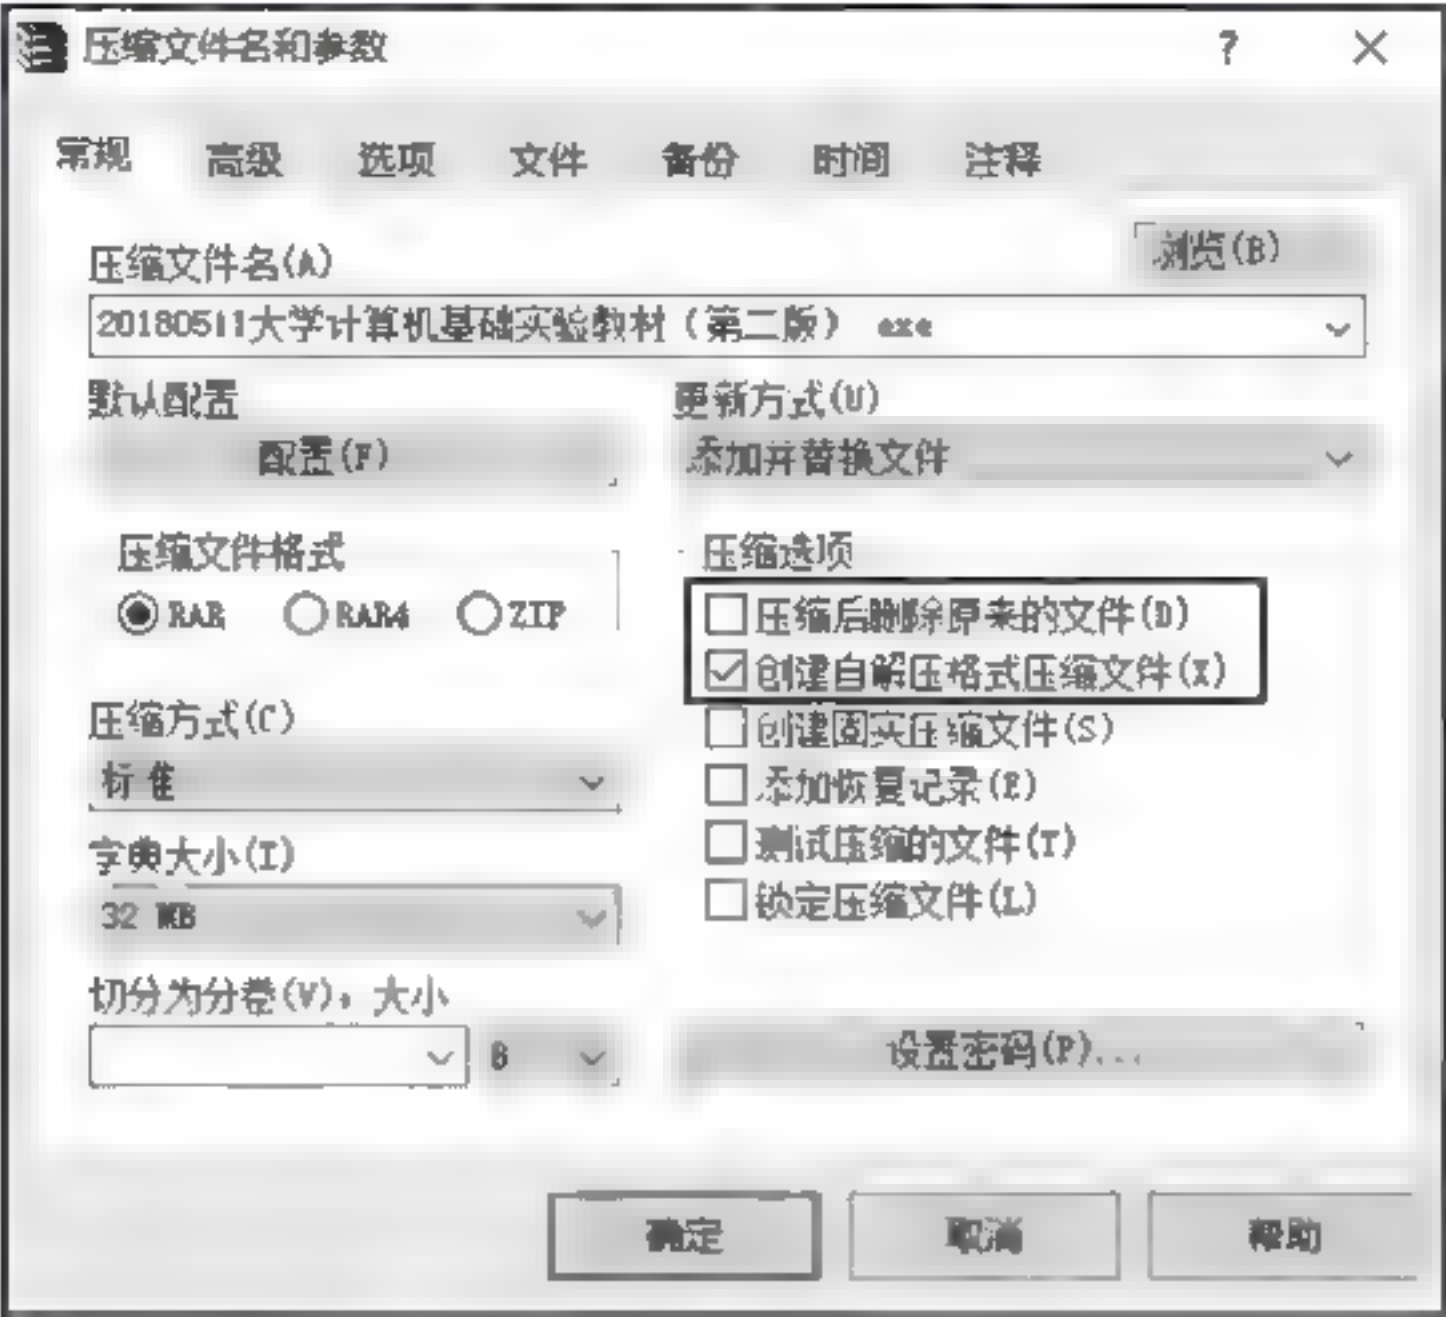 压缩文件名和参数
常规 高级 选项 文件 备份 时间 注释
压缩文件名(A) 浏览(B)
20180511大学计算机基础实验教材（第二版） exe
默认配置 更新方式(U)
配置(F) 添加并替换文件
压缩文件格式 压缩选项
RAR RAR4 ZIP 压缩后删除原来的文件(D)
创建自解压格式压缩文件(X)
压缩方式(C) 创建固实压缩文件(S)
标准 添加恢复记录(E)
字典大小(I) 测试压缩的文件(T)
32 MB 锁定压缩文件(L)
切分为分卷(V)，大小
B 设置密码(P)...
确定 取消 帮助